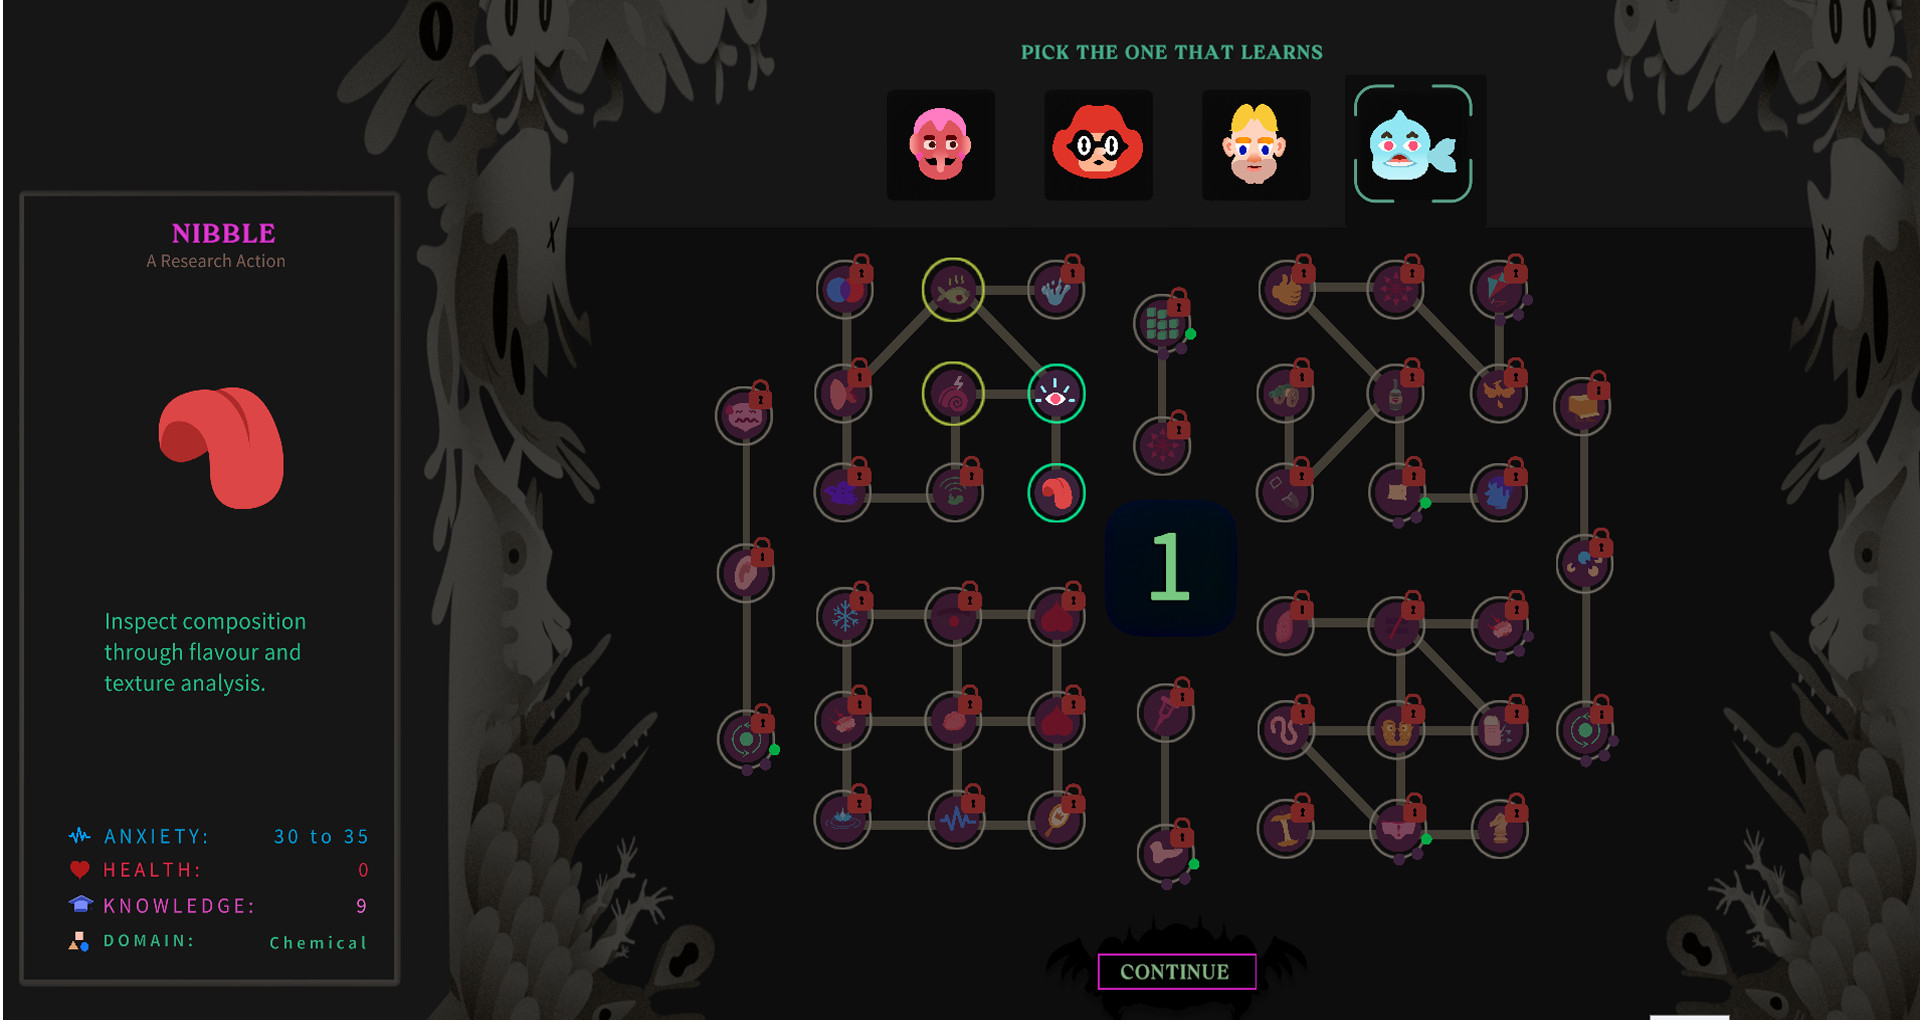 PICK THE ONE THAT LEARNS
NIBBLE
A Research Action
Inspect composition
through flavour and
texture analysis.
ANXIETY: 30 to 35
HEALTH: 0
KNOWLEDGE: 9
DOMAIN: Chemical
1
CONTINUE